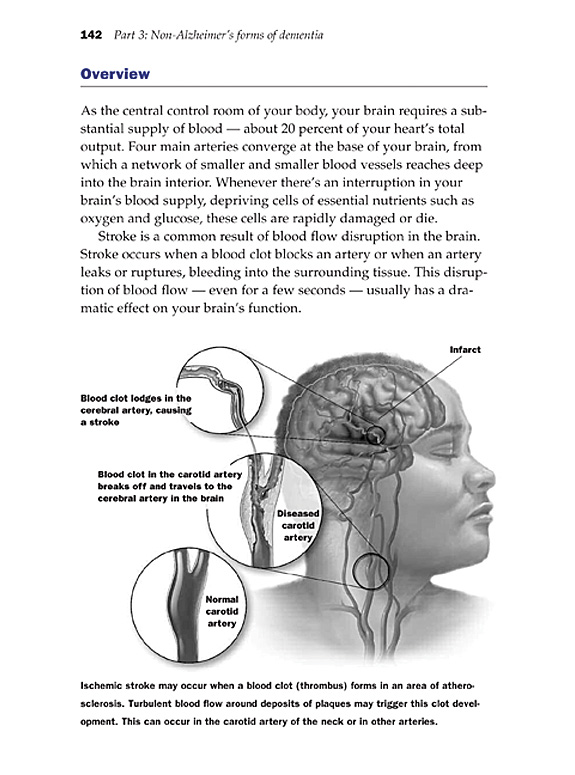 142 Part 3: Non-Alzheimer's forms of dementia
Overview
As the central control room of your body, your brain requires a sub-
stantial supply of blood — about 20 percent of your heart's total
output. Four main arteries converge at the base of your brain, from
which a network of smaller and smaller blood vessels reaches deep
into the brain interior. Whenever there's an interruption in your
brain's blood supply, depriving cells of essential nutrients such as
oxygen and glucose, these cells are rapidly damaged or die.
Stroke is a common result of blood flow disruption in the brain.
Stroke occurs when a blood clot blocks an artery or when an artery
leaks or ruptures, bleeding into the surrounding tissue. This disrup-
tion of blood flow — even for a few seconds — usually has a dra-
matic effect on your brain's function.
Infarct
Blood clot lodges in the
cerebral artery, causing
a stroke
Blood clot in the carotid artery
breaks off and travels to the
cerebral artery in the brain
Diseased
carotid
artery
Normal
carotid
artery
Ischemic stroke may occur when a blood clot (thrombus) forms in an area of athero-
sclerosis. Turbulent blood flow around deposits of plaques may trigger this clot devel-
opment. This can occur in the carotid artery of the neck or in other arteries.